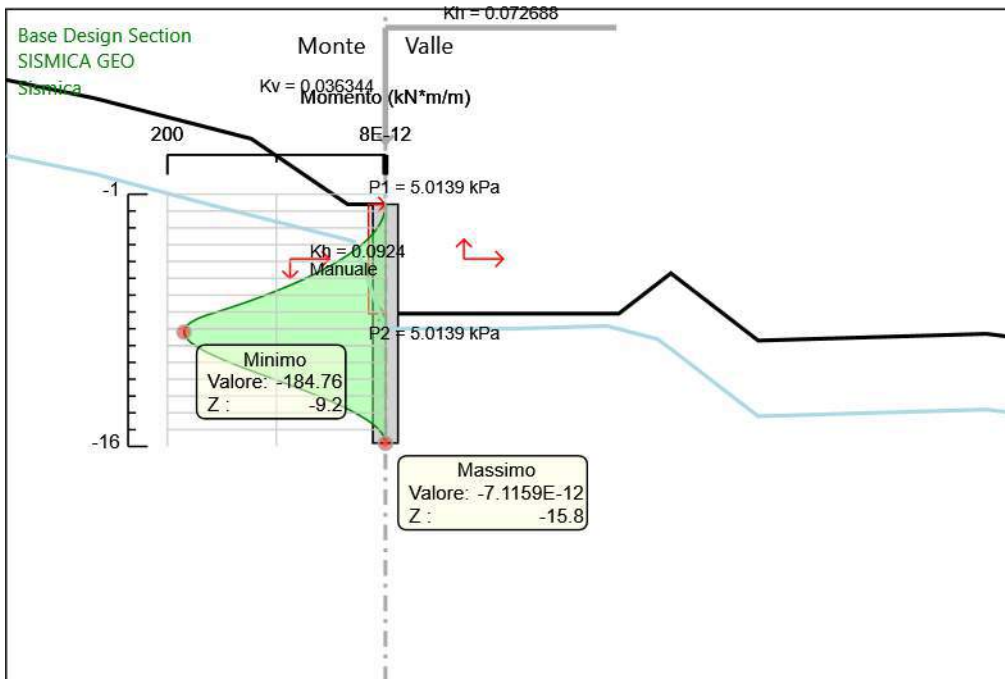 Kh = 0.072688
Base Design Section
SISMICA GEO
Sismica
Monte
Valle
Kv = 0.036344
Momento (kN*m/m)
200
8E-12
-1
P1 = 5.0139 kPa
Kh = 0.0924
Manuale
P2 = 5.0139 kPa
Minimo
Valore: -184.76
Z : -9.2
-16
Massimo
Valore: -7.1159E-12
Z : -15.8